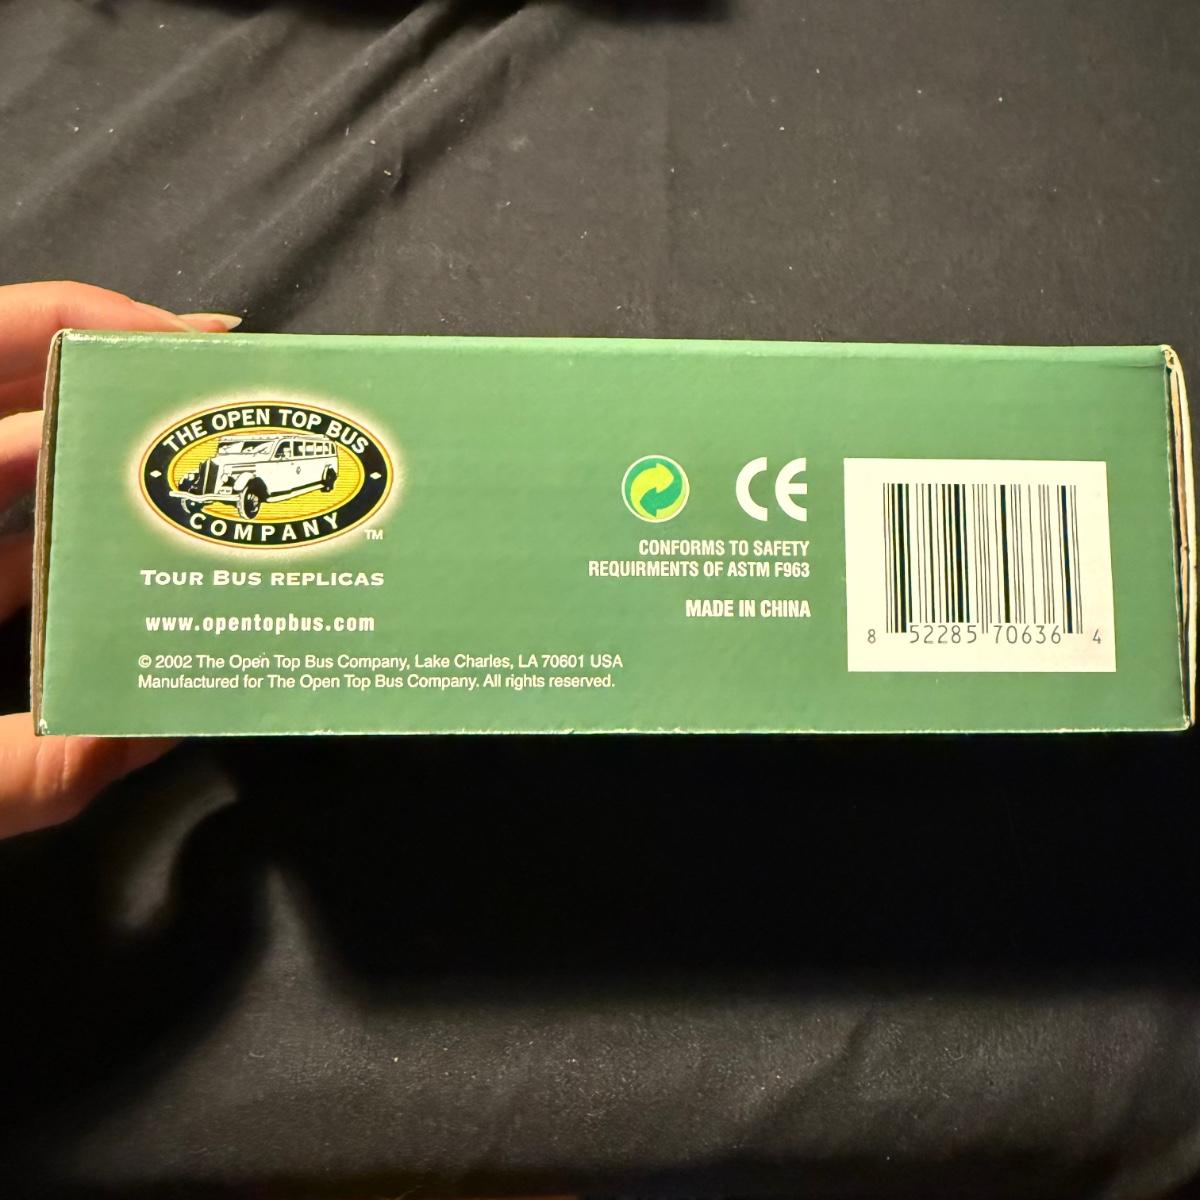 THE OPEN TOP BUS
COMPANY
TM
TOUR BUS REPLICAS
www.opentopbus.com
© 2002 The Open Top Bus Company, Lake Charles, LA 70601 USA
Manufactured for The Open Top Bus Company. All rights reserved.
CE
CONFORMS TO SAFETY
REQUIRMENTS OF ASTM F963
MADE IN CHINA
8 52285 70636 4